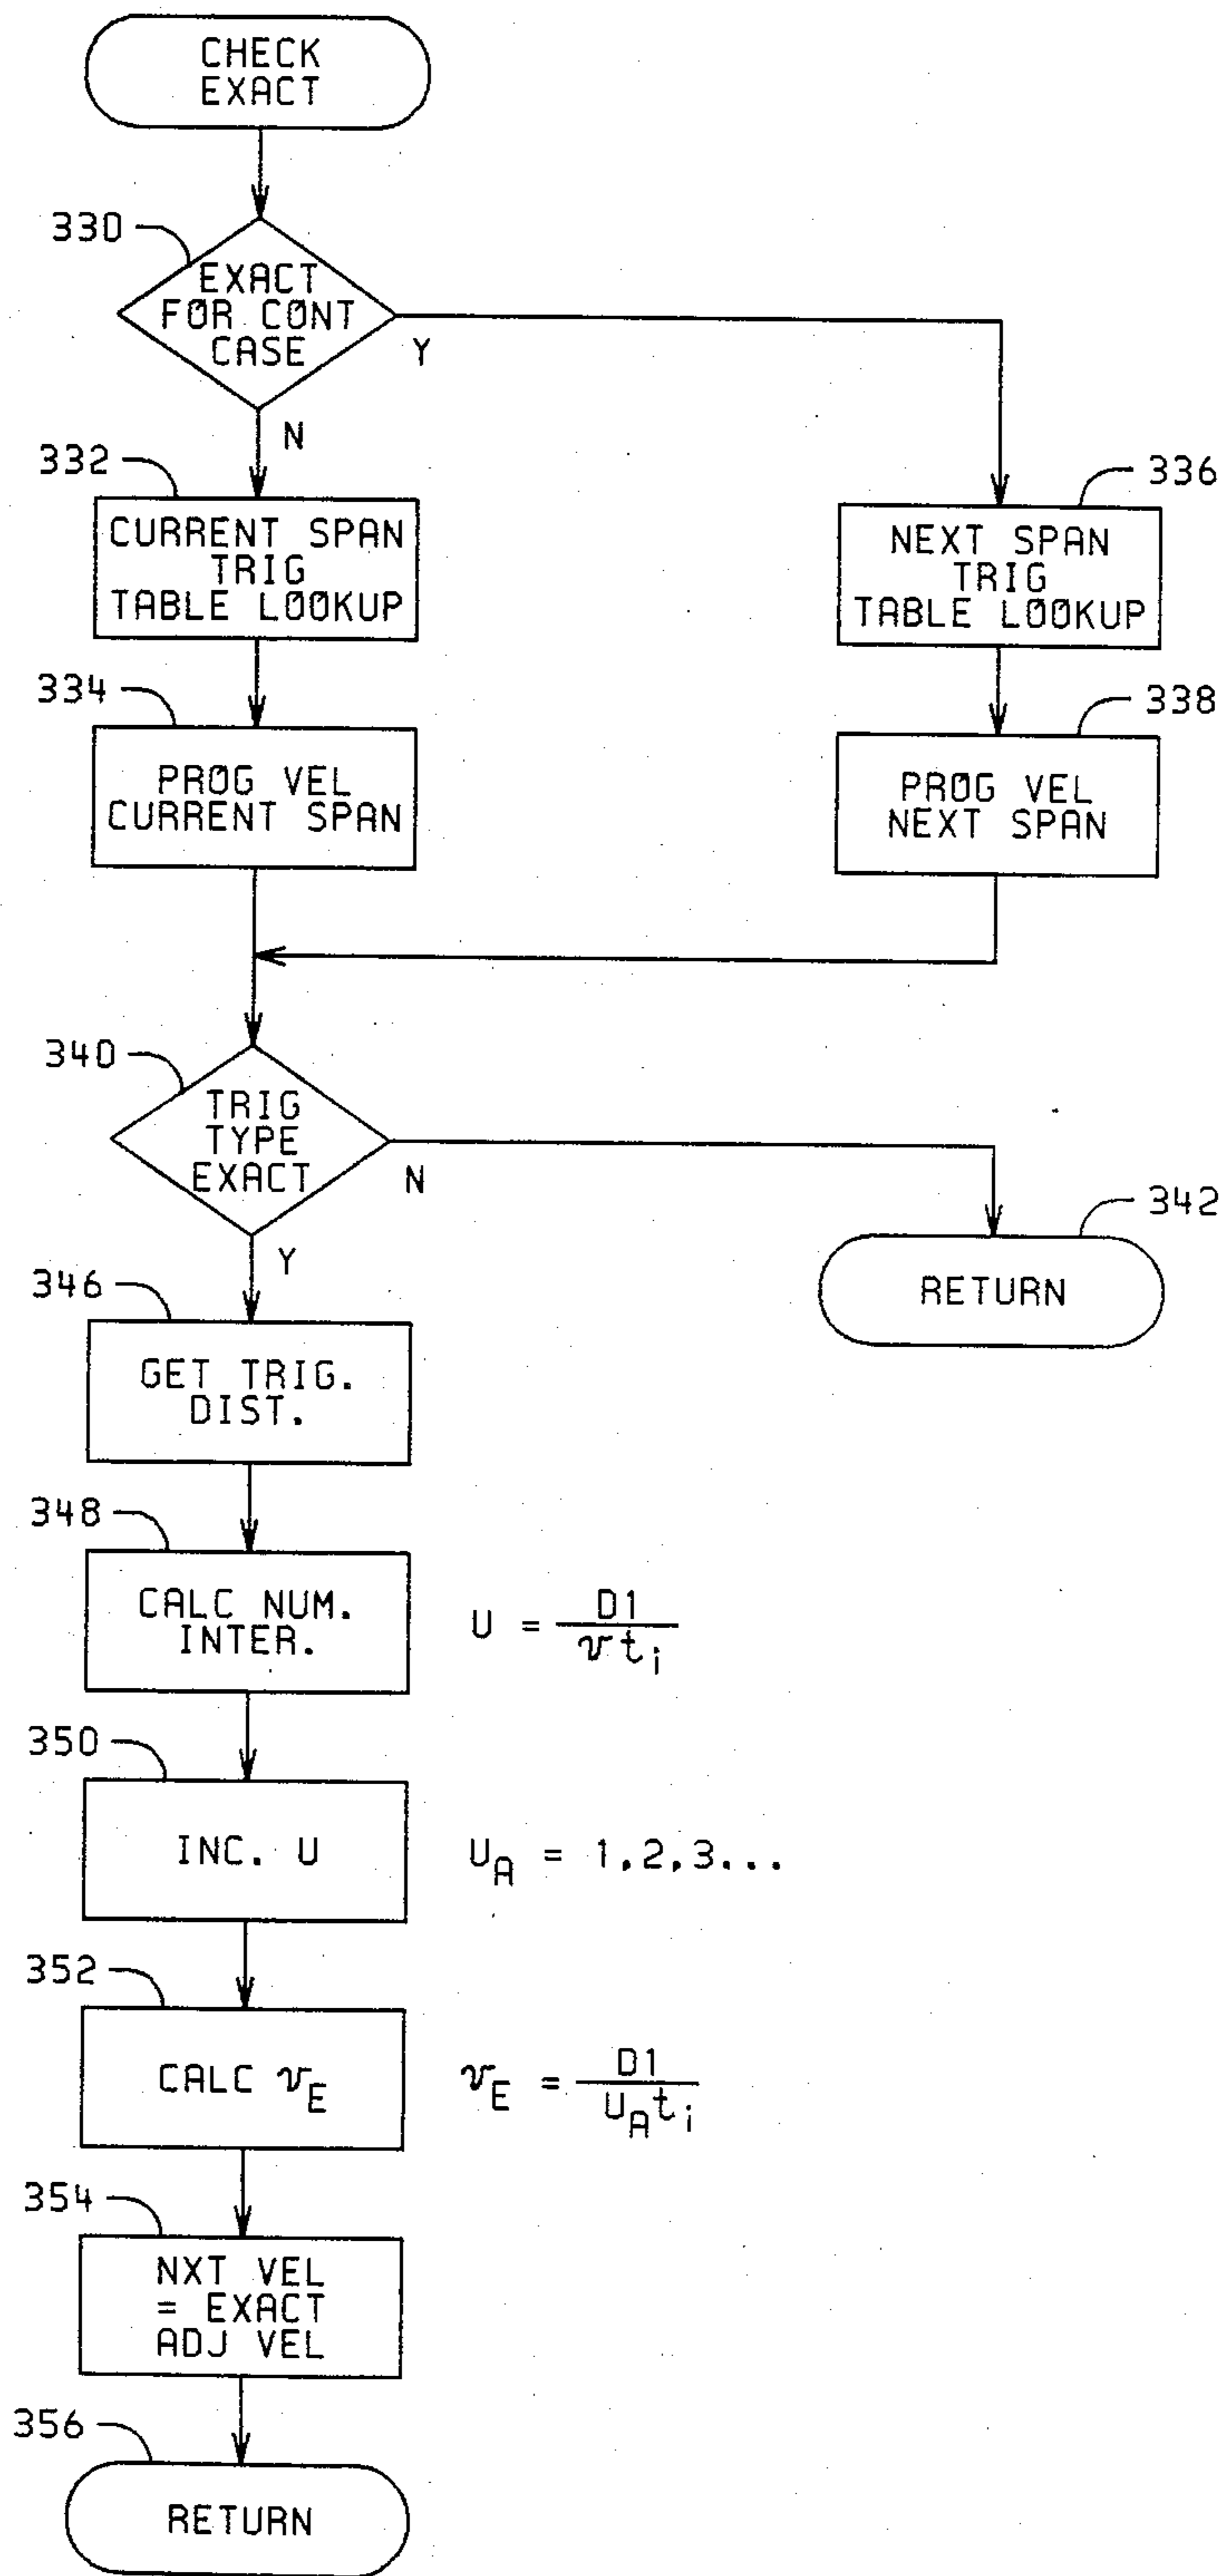 CHECK
EXACT
330
EXACT
FOR CONT
CASE
Y
N
332
CURRENT SPAN
TRIG
TABLE LOOKUP
336
NEXT SPAN
TRIG
TABLE LOOKUP
334
PROG VEL
CURRENT SPAN
338
PROG VEL
NEXT SPAN
340
TRIG
TYPE
EXACT
N
Y
342
RETURN
346
GET TRIG.
DIST.
348
CALC NUM.
INTER.
U = D1 / v t_i
350
INC. U
U_A = 1,2,3...
352
CALC v_E
v_E = D1 / U_A t_i
354
NXT VEL
= EXACT
ADJ VEL
356
RETURN